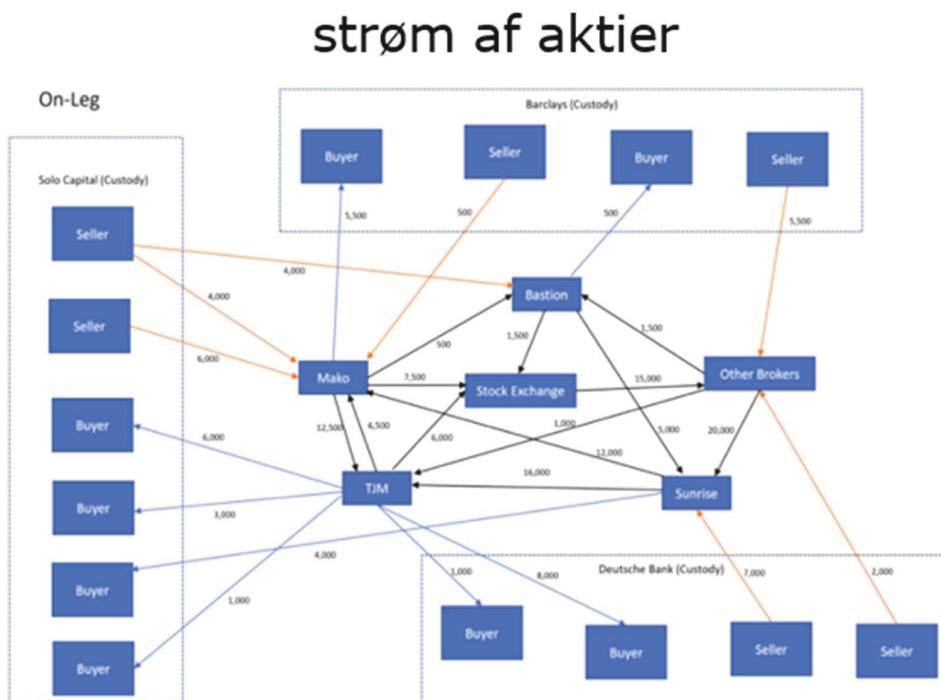 strøm af aktier
On-Leg
Barclays (Custody)
Buyer
Seller
Buyer
Seller
Solo Capital (Custody)
Seller
5,500
500
500
5,500
4,000
Bastion
4,000
Seller
500
1,500
1,500
6,000
Mako
7,500
Stock Exchange
15,000
Other Brokers
Buyer
12,500
6,500
6,000
1,000
5,000
20,000
6,000
12,000
16,000
TJM
Sunrise
Buyer
3,000
4,000
1,000
8,000
Deutsche Bank (Custody)
7,000
2,000
Buyer
1,000
Buyer
Buyer
Seller
Seller
Buyer